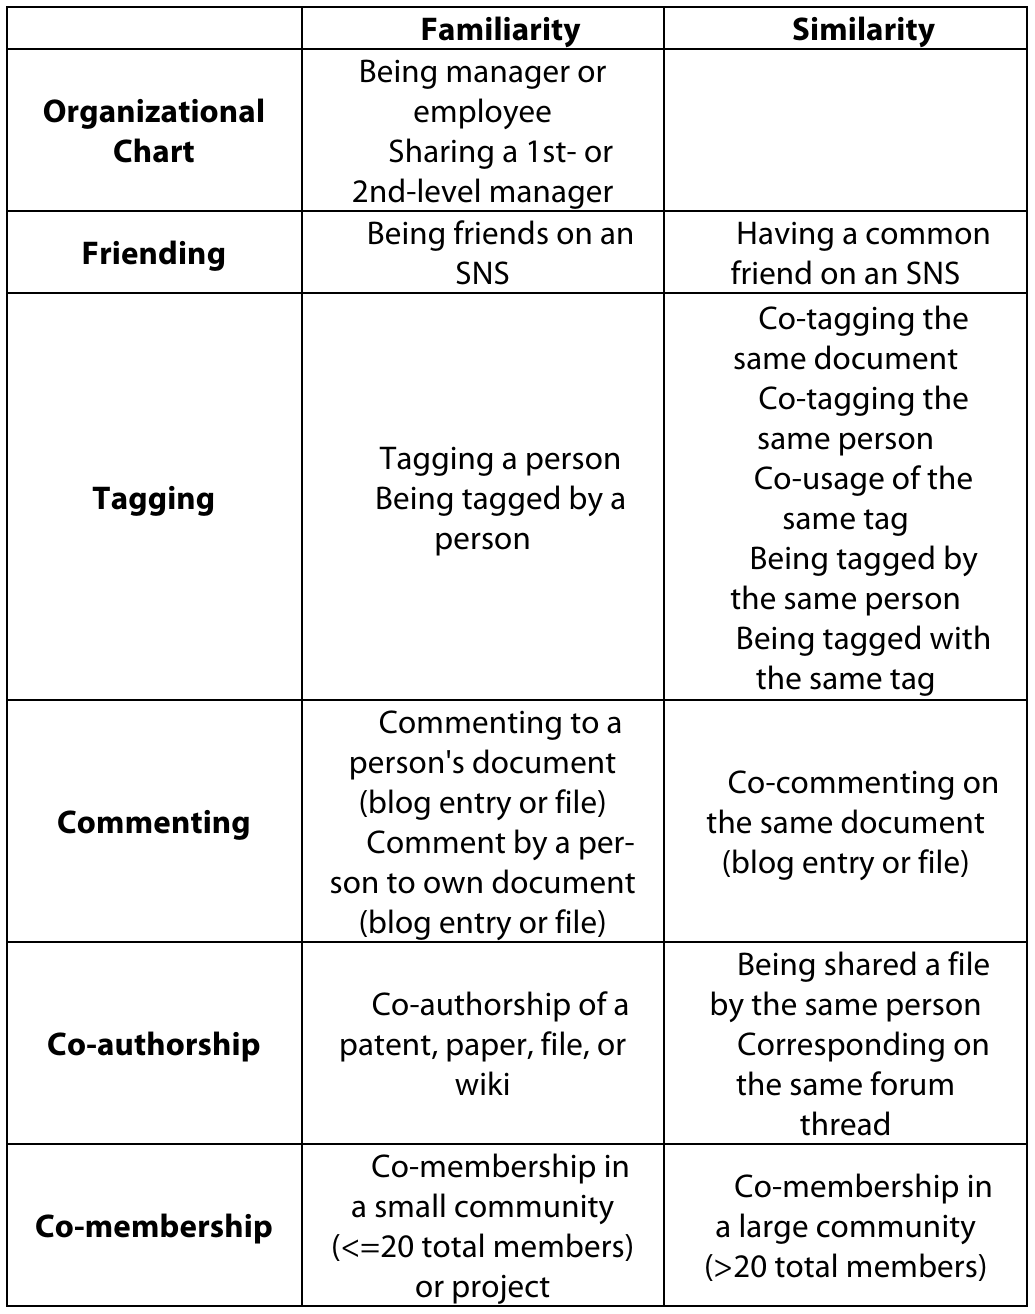 Familiarity
Similarity
Organizational
Chart
Being manager or
employee
Sharing a 1st- or
2nd-level manager
Friending
Being friends on an
SNS
Having a common
friend on an SNS
Tagging
Tagging a person
Being tagged by a
person
Co-tagging the
same document
Co-tagging the
same person
Co-usage of the
same tag
Being tagged by
the same person
Being tagged with
the same tag
Commenting
Commenting to a
person's document
(blog entry or file)
Comment by a per-
son to own document
(blog entry or file)
Co-commenting on
the same document
(blog entry or file)
Co-authorship
Co-authorship of a
patent, paper, file, or
wiki
Being shared a file
by the same person
Corresponding on
the same forum
thread
Co-membership
Co-membership in
a small community
(<=20 total members)
or project
Co-membership in
a large community
(>20 total members)